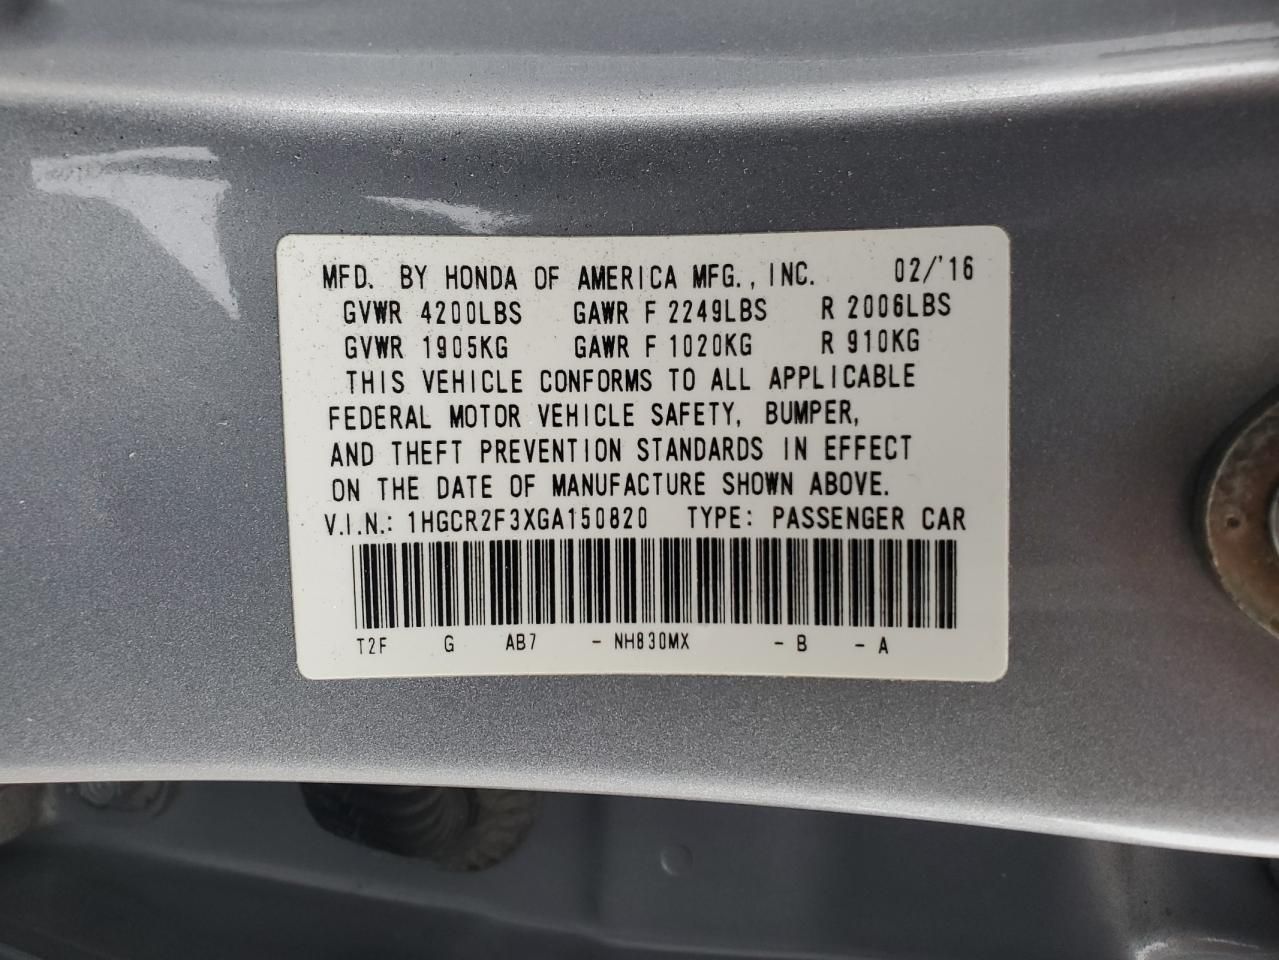 MFD. BY HONDA OF AMERICA MFG., INC. 02/'16
GVWR 4200LBS GAWR F 2249LBS R 2006LBS
GVWR 1905KG GAWR F 1020KG R 910KG
THIS VEHICLE CONFORMS TO ALL APPLICABLE
FEDERAL MOTOR VEHICLE SAFETY, BUMPER,
AND THEFT PREVENTION STANDARDS IN EFFECT
ON THE DATE OF MANUFACTURE SHOWN ABOVE.
V.I.N.: 1HGCR2F3XGA150820 TYPE: PASSENGER CAR
T2F G AB7 - NH830MX - B - A